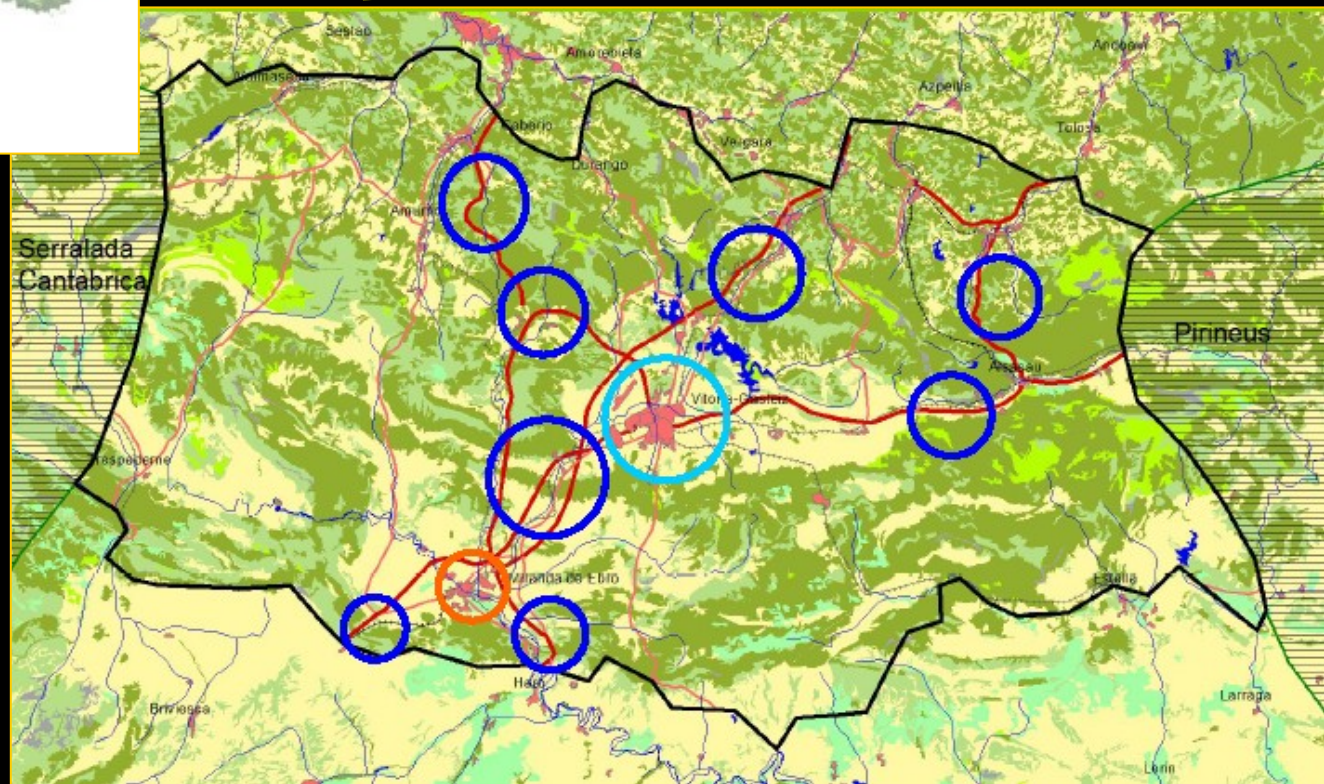 Sestao
Amorebieta
Andoain
Azpeitia
Tolosa
Vergara
Durango
Serralada
Cantabrica
Pirineus
Alsasau
Vitoria-Gasteiz
Miranda de Ebro
Estella
Haro
Briviesca
Larraga
Lerin